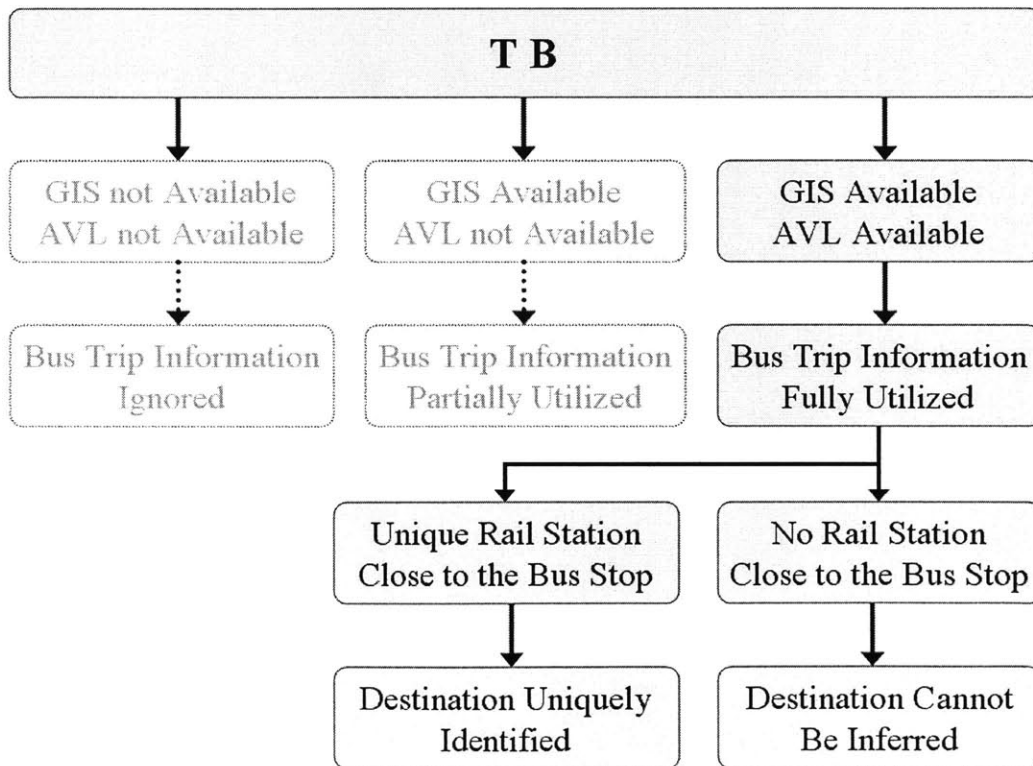 T B
GIS not Available
AVL not Available
GIS Available
AVL not Available
GIS Available
AVL Available
Bus Trip Information
Ignored
Bus Trip Information
Partially Utilized
Bus Trip Information
Fully Utilized
Unique Rail Station
Close to the Bus Stop
No Rail Station
Close to the Bus Stop
Destination Uniquely
Identified
Destination Cannot
Be Inferred